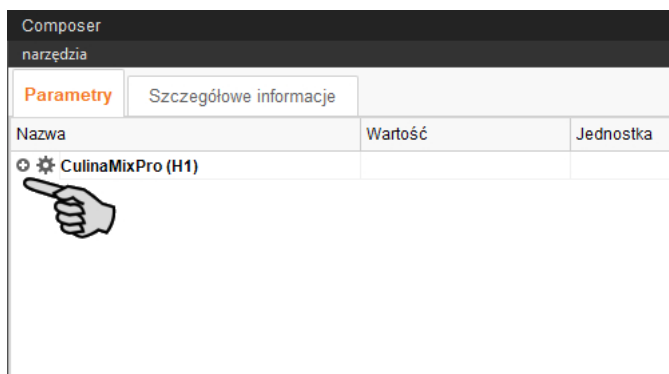 Composer
narzędzia
Parametry Szczegółowe informacje
Nazwa Wartość Jednostka
CulinaMixPro (H1)